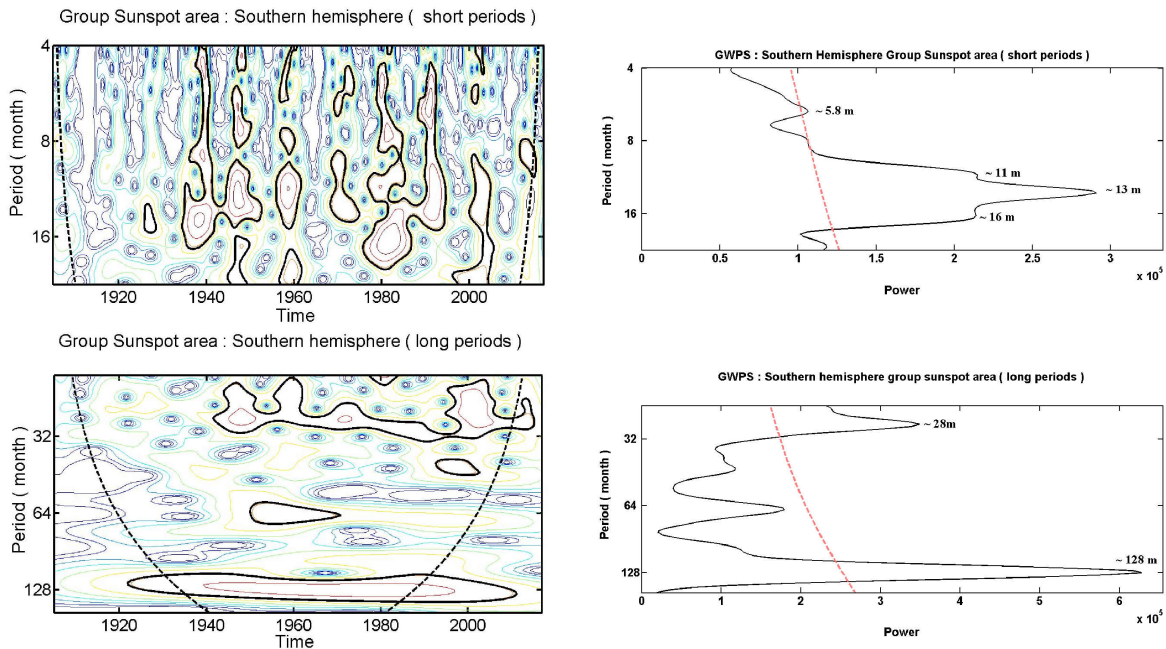 Group Sunspot area : Southern hemisphere ( short periods )
4
8
16
Period ( month )
1920 1940 1960 1980 2000
Time
GWPS : Southern Hemisphere Group Sunspot area ( short periods )
4
8
16
Period ( month )
~ 5.8 m
~ 11 m
~ 13 m
~ 16 m
0 0.5 1 1.5 2 2.5 3
x 10^5
Power
Group Sunspot area : Southern hemisphere ( long periods )
32
64
128
Period ( month )
1920 1940 1960 1980 2000
Time
GWPS : Southern hemisphere group sunspot area ( long periods )
32
64
128
Period ( month )
~ 28m
~ 128 m
0 1 2 3 4 5 6
x 10^5
Power